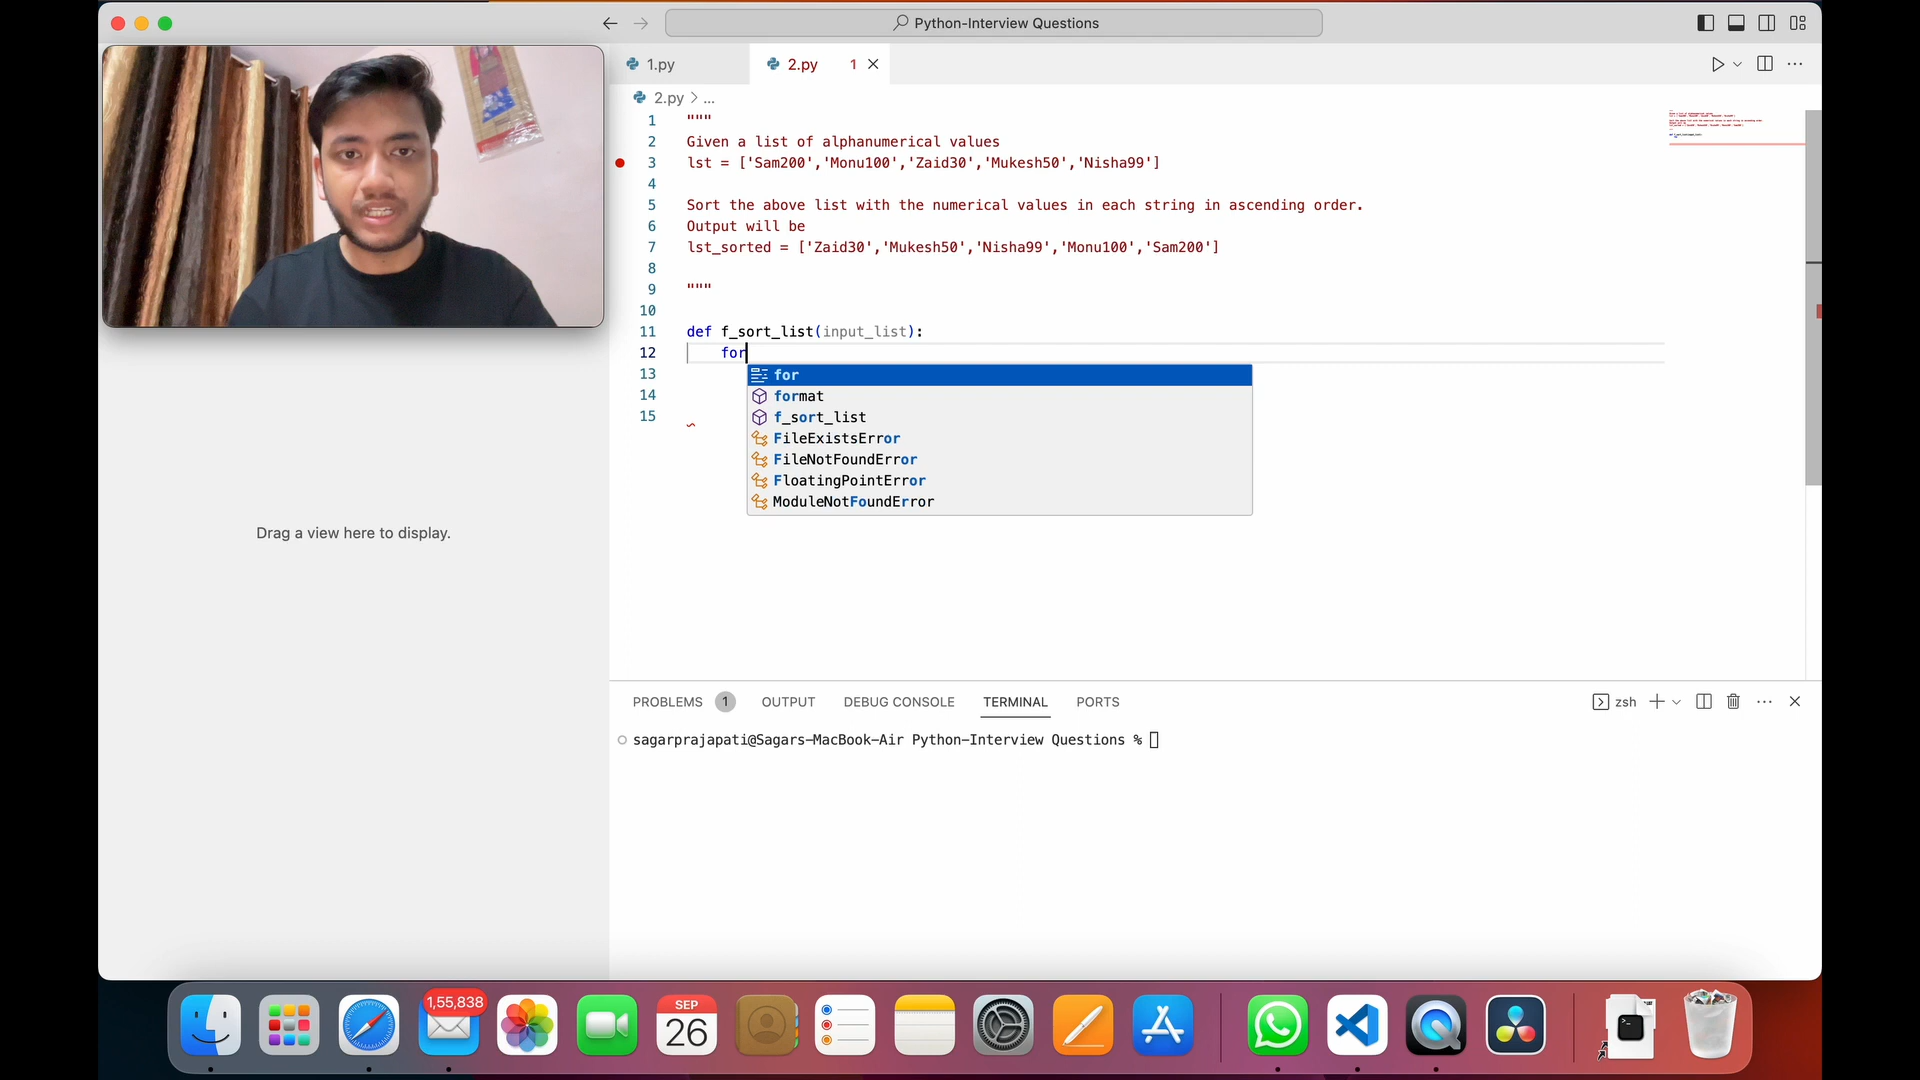 Python-Interview Questions
1.py
2.py 1
2.py > ...
1 """
2 Given a list of alphanumerical values
3 lst = ['Sam200','Monu100','Zaid30','Mukesh50','Nisha99']
4
5 Sort the above list with the numerical values in each string in ascending order.
6 Output will be
7 lst_sorted = ['Zaid30','Mukesh50','Nisha99','Monu100','Sam200']
8
9 """
10
11 def f_sort_list(input_list):
12 for
13
14
15
for
format
f_sort_list
FileExistsError
FileNotFoundError
FloatingPointError
ModuleNotFoundError
Drag a view here to display.
PROBLEMS 1 OUTPUT DEBUG CONSOLE TERMINAL PORTS
zsh
sagarprajapati@Sagars-MacBook-Air Python-Interview Questions %
1,55,838
SEP
26